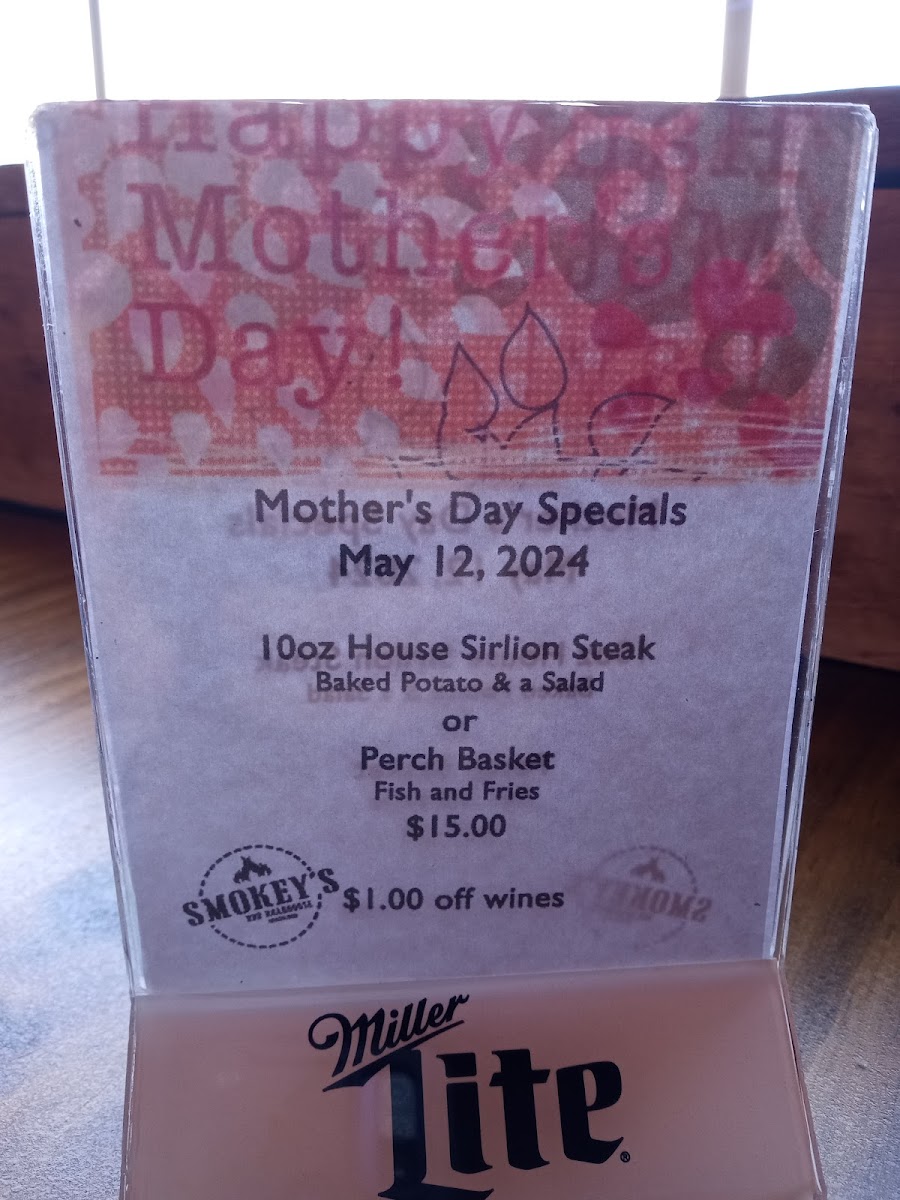 Happy
Mother's
Day!
Mother's Day Specials
May 12, 2024
10oz House Sirlion Steak
Baked Potato & a Salad
or
Perch Basket
Fish and Fries
$15.00
SMOKEY'S
$1.00 off wines
Miller
Lite